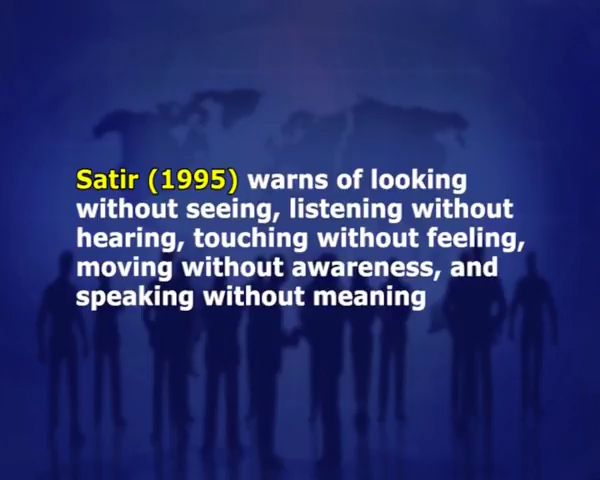 Satir (1995) warns of looking
without seeing, listening without
hearing, touching without feeling,
moving without awareness, and
speaking without meaning